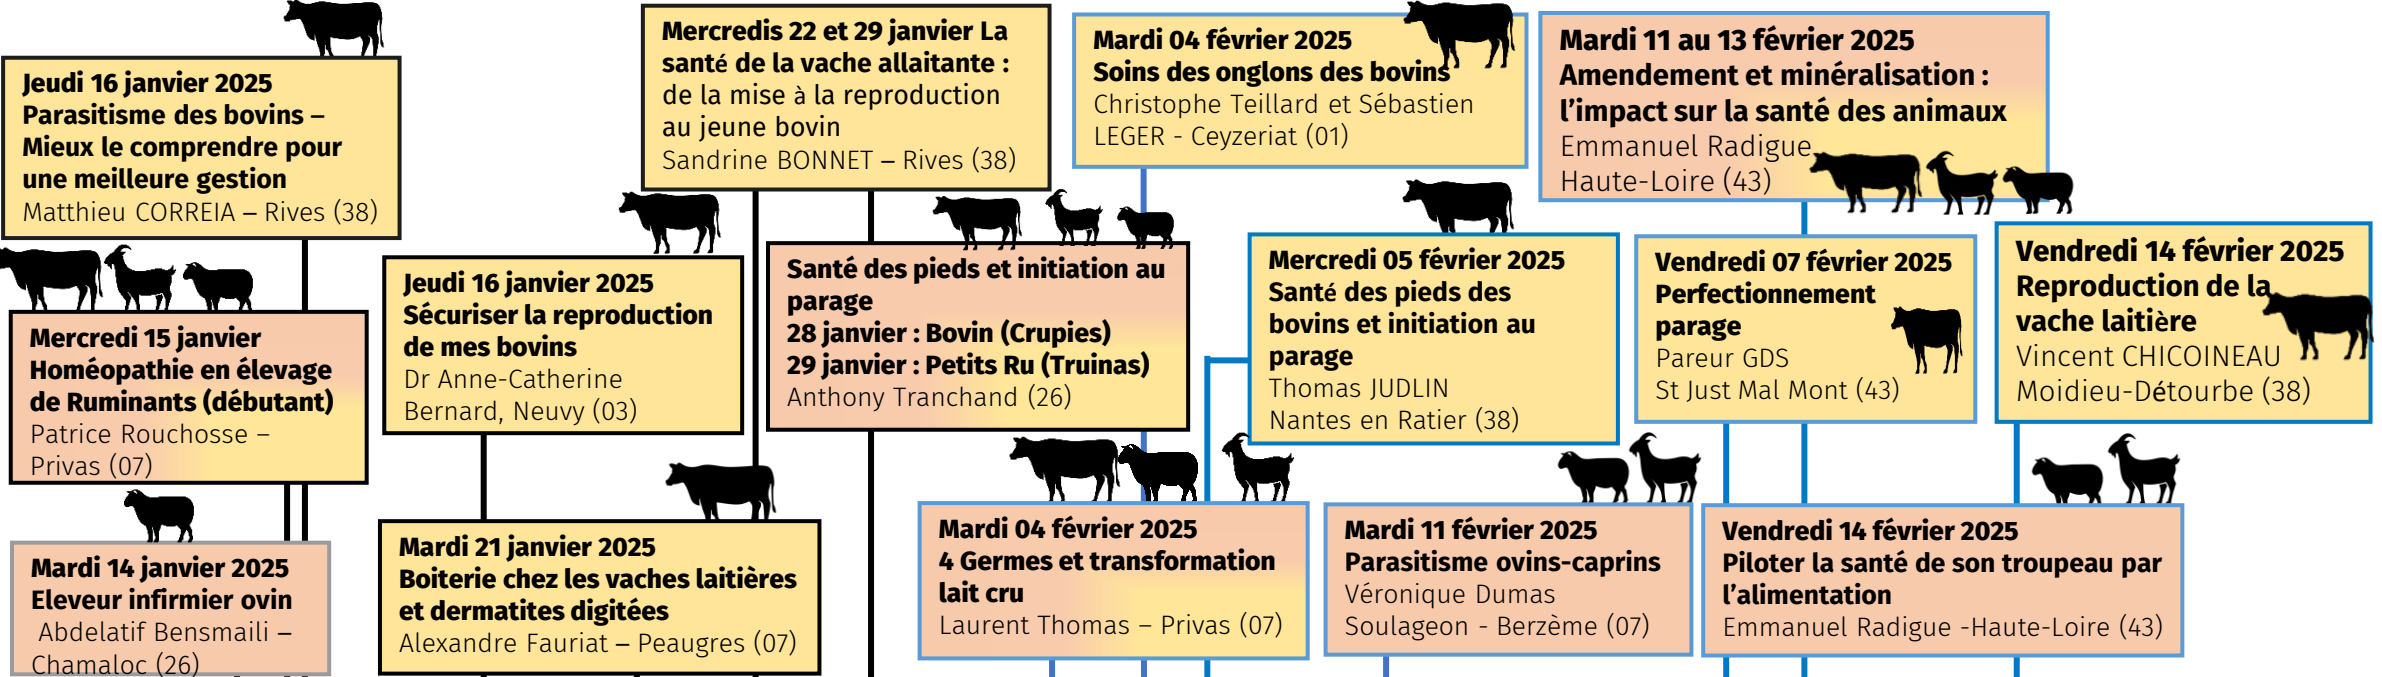 Jeudi 16 janvier 2025
Parasitisme des bovins –
Mieux le comprendre pour
une meilleure gestion
Matthieu CORREIA – Rives (38)
Mercredi 15 janvier
Homéopathie en élevage
de Ruminants (débutant)
Patrice Rouchosse –
Privas (07)
Mardi 14 janvier 2025
Eleveur infirmier ovin
Abdelatif Bensmaili –
Chamaloc (26)
Jeudi 16 janvier 2025
Sécuriser la reproduction
de mes bovins
Dr Anne-Catherine
Bernard, Neuvy (03)
Mardi 21 janvier 2025
Boiterie chez les vaches laitières
et dermatites digitées
Alexandre Fauriat – Peaugres (07)
Mercredis 22 et 29 janvier La
santé de la vache allaitante :
de la mise à la reproduction
au jeune bovin
Sandrine BONNET – Rives (38)
Santé des pieds et initiation au
parage
28 janvier : Bovin (Crupies)
29 janvier : Petits Ru (Truinas)
Anthony Tranchand (26)
Mardi 04 février 2025
Soins des onglons des bovins
Christophe Teillard et Sébastien
LEGER - Ceyzeriat (01)
Mercredi 05 février 2025
Santé des pieds des
bovins et initiation au
parage
Thomas JUDLIN
Nantes en Ratier (38)
Mardi 04 février 2025
4 Germes et transformation
lait cru
Laurent Thomas – Privas (07)
Mardi 11 au 13 février 2025
Amendement et minéralisation :
l’impact sur la santé des animaux
Emmanuel Radigue
Haute-Loire (43)
Vendredi 07 février 2025
Perfectionnement
parage
Pareur GDS
St Just Mal Mont (43)
Vendredi 14 février 2025
Reproduction de la
vache laitière
Vincent CHICOINEAU
Moidieu-Détourbe (38)
Mardi 11 février 2025
Parasitisme ovins-caprins
Véronique Dumas
Soulageon - Berzème (07)
Vendredi 14 février 2025
Piloter la santé de son troupeau par
l’alimentation
Emmanuel Radigue -Haute-Loire (43)